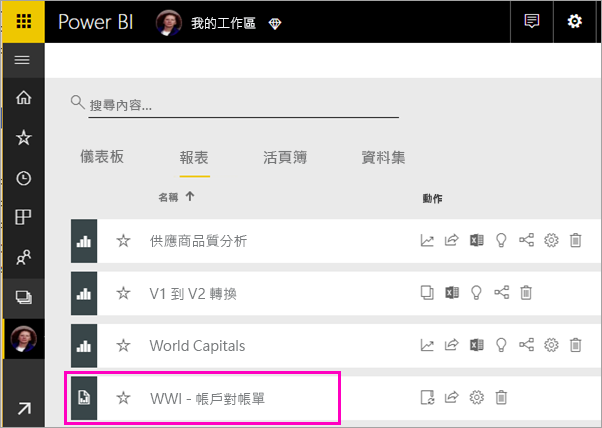 Power BI 我的工作區
搜尋內容...
儀表板 報表 活頁簿 資料集
名稱 動作
供應商品質分析
V1 到 V2 轉換
World Capitals
WWI - 帳戶對帳單